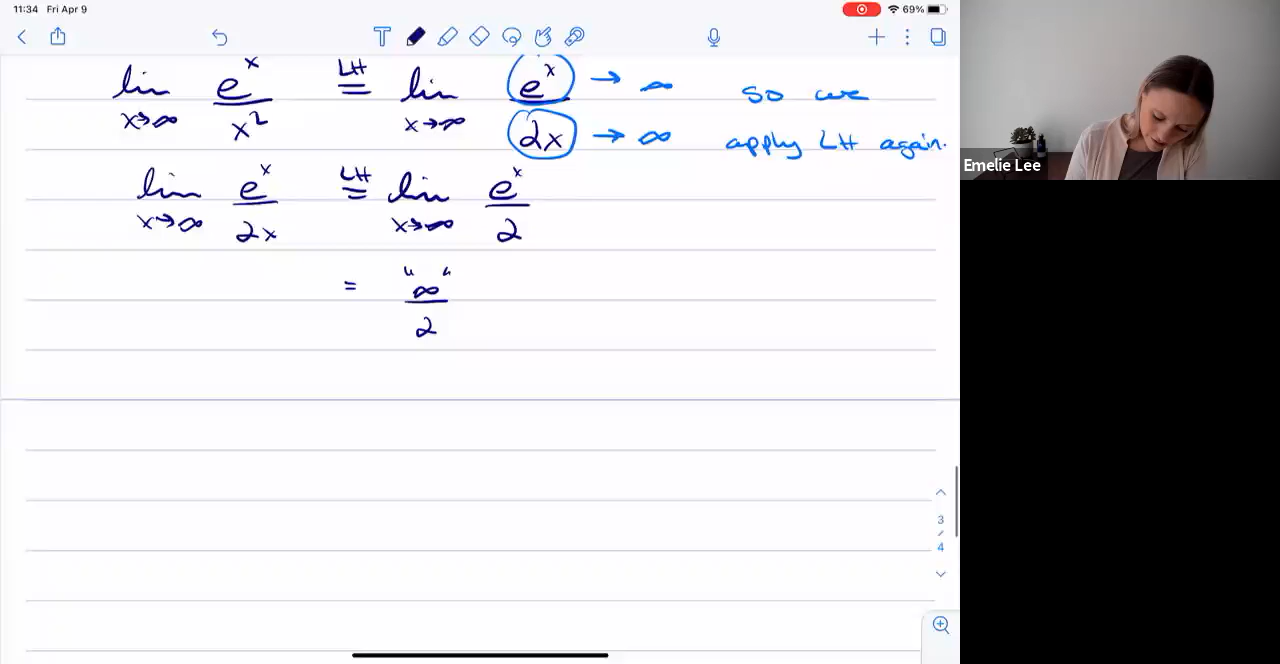 11:34 Fri Apr 9 69%
T
lim x→∞ e^x / x^2 LH = lim x→∞ e^x / 2x → ∞ → ∞ so we apply LH again.
lim x→∞ e^x / 2x LH = lim x→∞ e^x / 2
= "∞" / 2
Emelie Lee
3 / 4